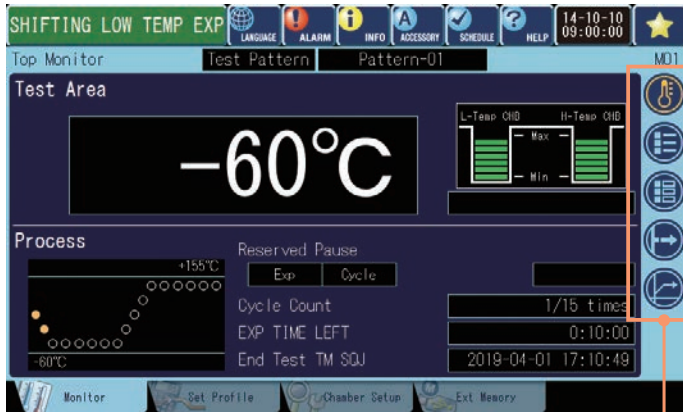 SHIFTING LOW TEMP EXP
LANGUAGE
ALARM
INFO
ACCESSORY
SCHEDULE
HELP
14-10-10
09:00:00
Top Monitor
Test Pattern
Pattern-01
M01
Test Area
-60°C
L-Temp CHB
H-Temp CHB
Max
Min
Process
+155°C
-60°C
Reserved Pause
Exp
Cycle
Cycle Count
1/15 times
EXP TIME LEFT
0:10:00
End Test TM SQJ
2019-04-01 17:10:49
Monitor
Set Profile
Chamber Setup
Ext Memory